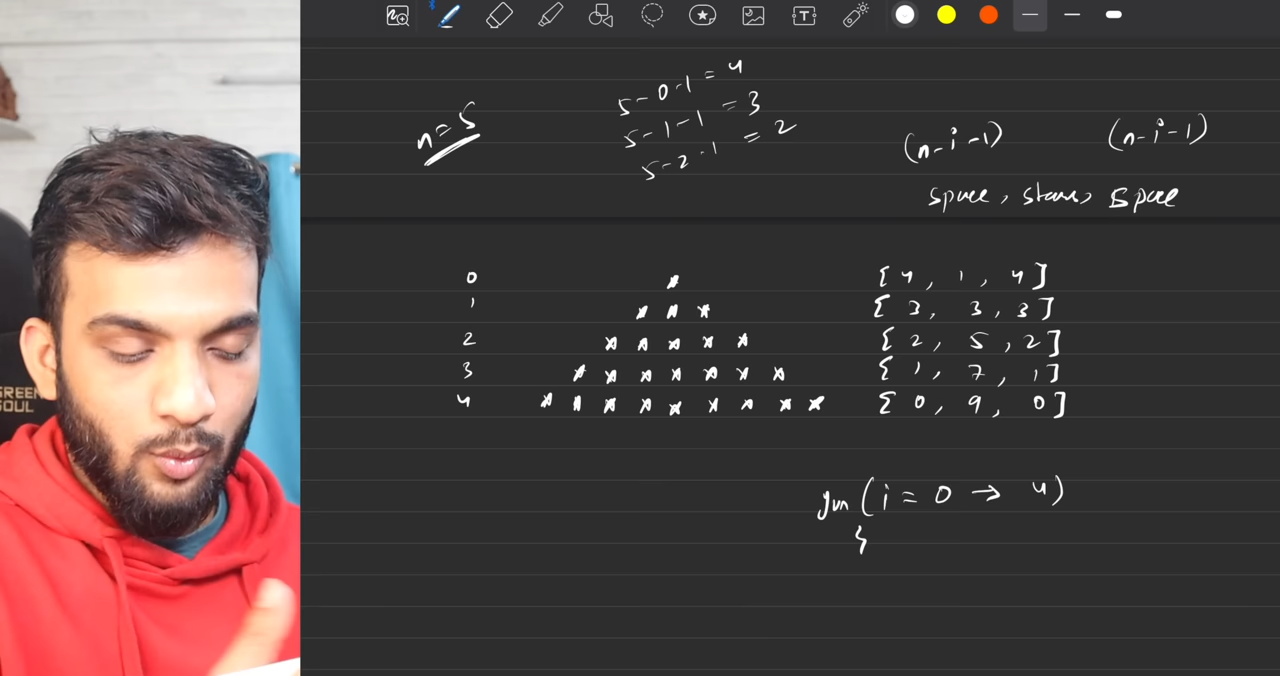 n=5
5-0-1 = 4
5-1-1 = 3
5-2-1 = 2
(n-i-1) (n-i-1)
space, stars, space
0 * [4, 1, 4]
1 * * * [3, 3, 3]
2 * * * * * [2, 5, 2]
3 * * * * * * * [1, 7, 1]
4 * * * * * * * * * [0, 9, 0]
(i = 0 → 4)
{
GREEN
SOUL